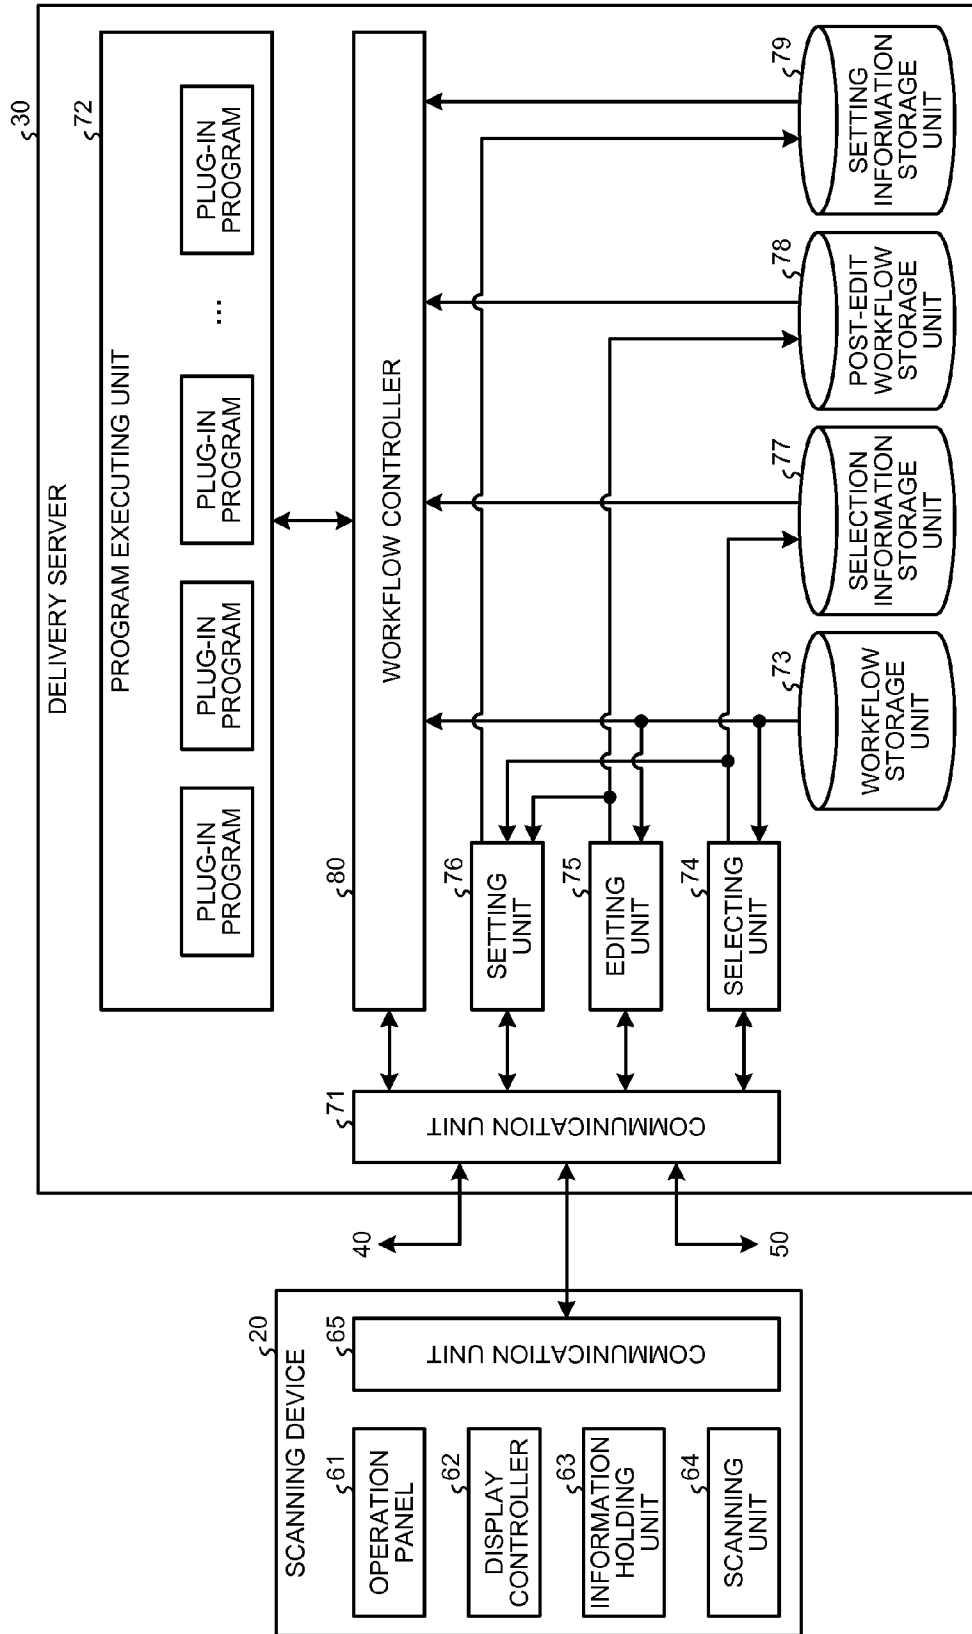 SCANNING DEVICE
20
61
OPERATION
PANEL
62
DISPLAY
CONTROLLER
63
INFORMATION
HOLDING
UNIT
64
SCANNING
UNIT
65
COMMUNICATION UNIT
40
50
DELIVERY SERVER
30
71
COMMUNICATION UNIT
PROGRAM EXECUTING UNIT
72
PLUG-IN
PROGRAM
PLUG-IN
PROGRAM
PLUG-IN
PROGRAM
...
PLUG-IN
PROGRAM
80
WORKFLOW CONTROLLER
76
SETTING
UNIT
75
EDITING
UNIT
74
SELECTING
UNIT
73
WORKFLOW
STORAGE
UNIT
77
SELECTION
INFORMATION
STORAGE
UNIT
78
POST-EDIT
WORKFLOW
STORAGE
UNIT
79
SETTING
INFORMATION
STORAGE
UNIT